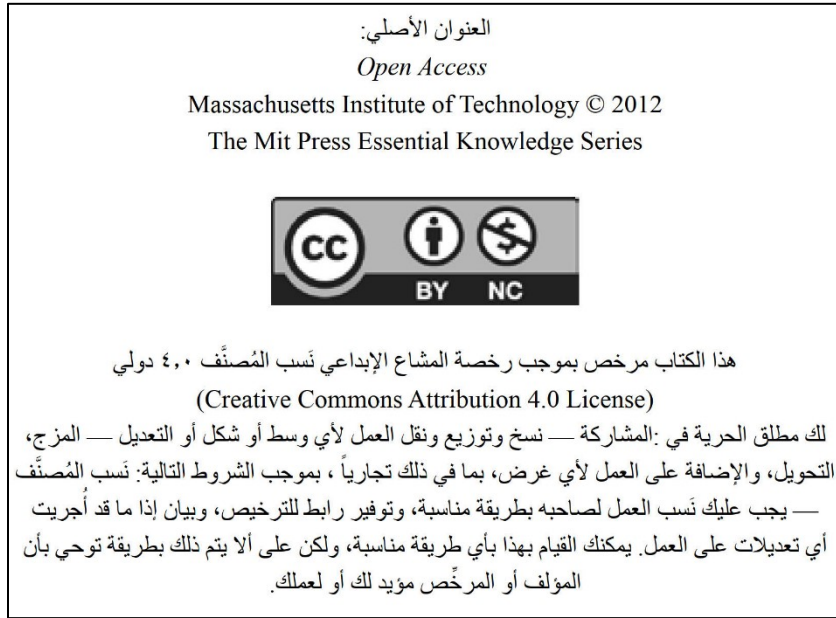 العنوان الأصلي:
Open Access
Massachusetts Institute of Technology © 2012
The Mit Press Essential Knowledge Series
CC BY NC
هذا الكتاب مرخص بموجب رخصة المشاع الإبداعي نَسب المُصنَّف ٤,٠ دولي
(Creative Commons Attribution 4.0 License)
لك مطلق الحرية في :المشاركة — نسخ وتوزيع ونقل العمل لأي وسط أو شكل أو التعديل — المزج،
التحويل، والإضافة على العمل لأي غرض، بما في ذلك تجارياً ، بموجب الشروط التالية: نَسب المُصنَّف
— يجب عليك نَسب العمل لصاحبه بطريقة مناسبة، وتوفير رابط للترخيص، وبيان إذا ما قد أُجريت
أي تعديلات على العمل. يمكنك القيام بهذا بأي طريقة مناسبة، ولكن على ألا يتم ذلك بطريقة توحي بأن
المؤلف أو المرخِّص مؤيد لك أو لعملك.